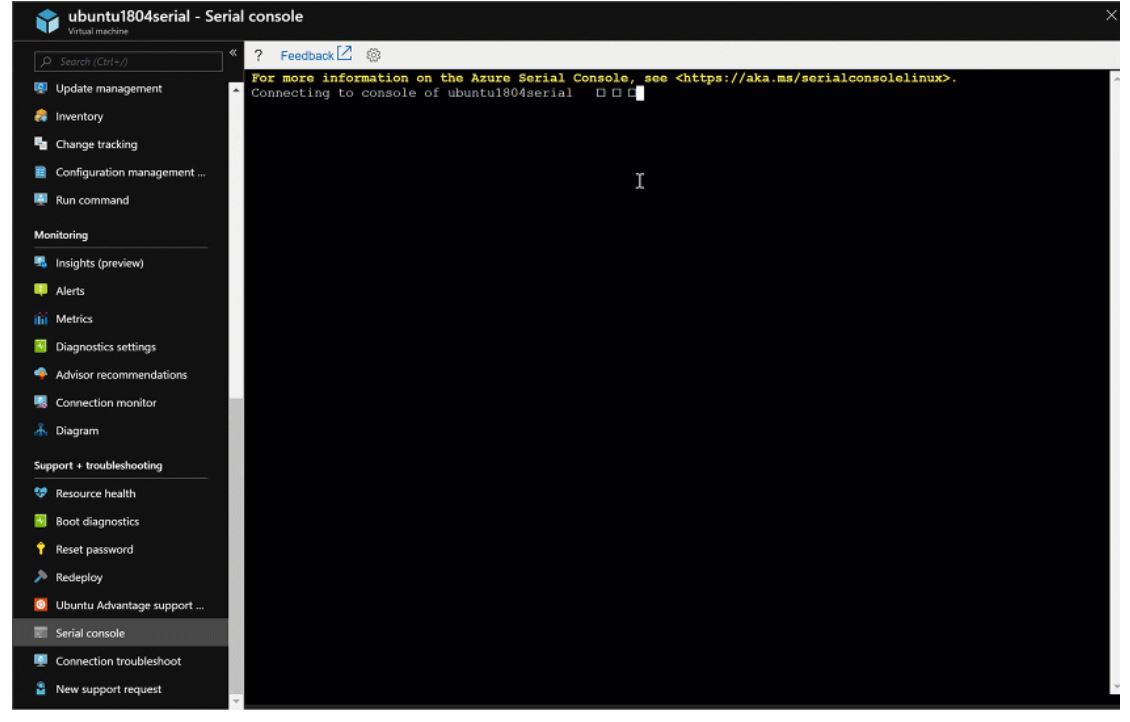 ubuntu1804serial - Serial console
Virtual machine
Search (Ctrl+/)
«
Update management
Inventory
Change tracking
Configuration management ...
Run command
Monitoring
Insights (preview)
Alerts
Metrics
Diagnostics settings
Advisor recommendations
Connection monitor
Diagram
Support + troubleshooting
Resource health
Boot diagnostics
Reset password
Redeploy
Ubuntu Advantage support ...
Serial console
Connection troubleshoot
New support request
? Feedback
For more information on the Azure Serial Console, see <https://aka.ms/serialconsolelinux>.
Connecting to console of ubuntu1804serial □ □ □